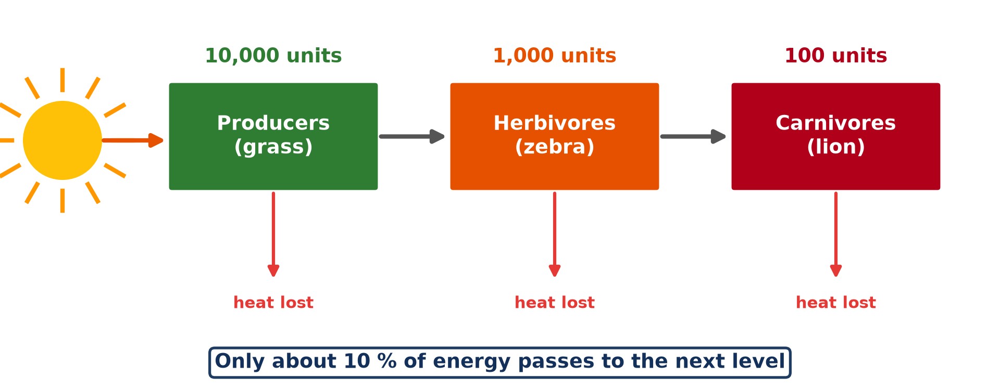 10,000 units
1,000 units
100 units
Producers
(grass)
Herbivores
(zebra)
Carnivores
(lion)
heat lost
heat lost
heat lost
Only about 10 % of energy passes to the next level